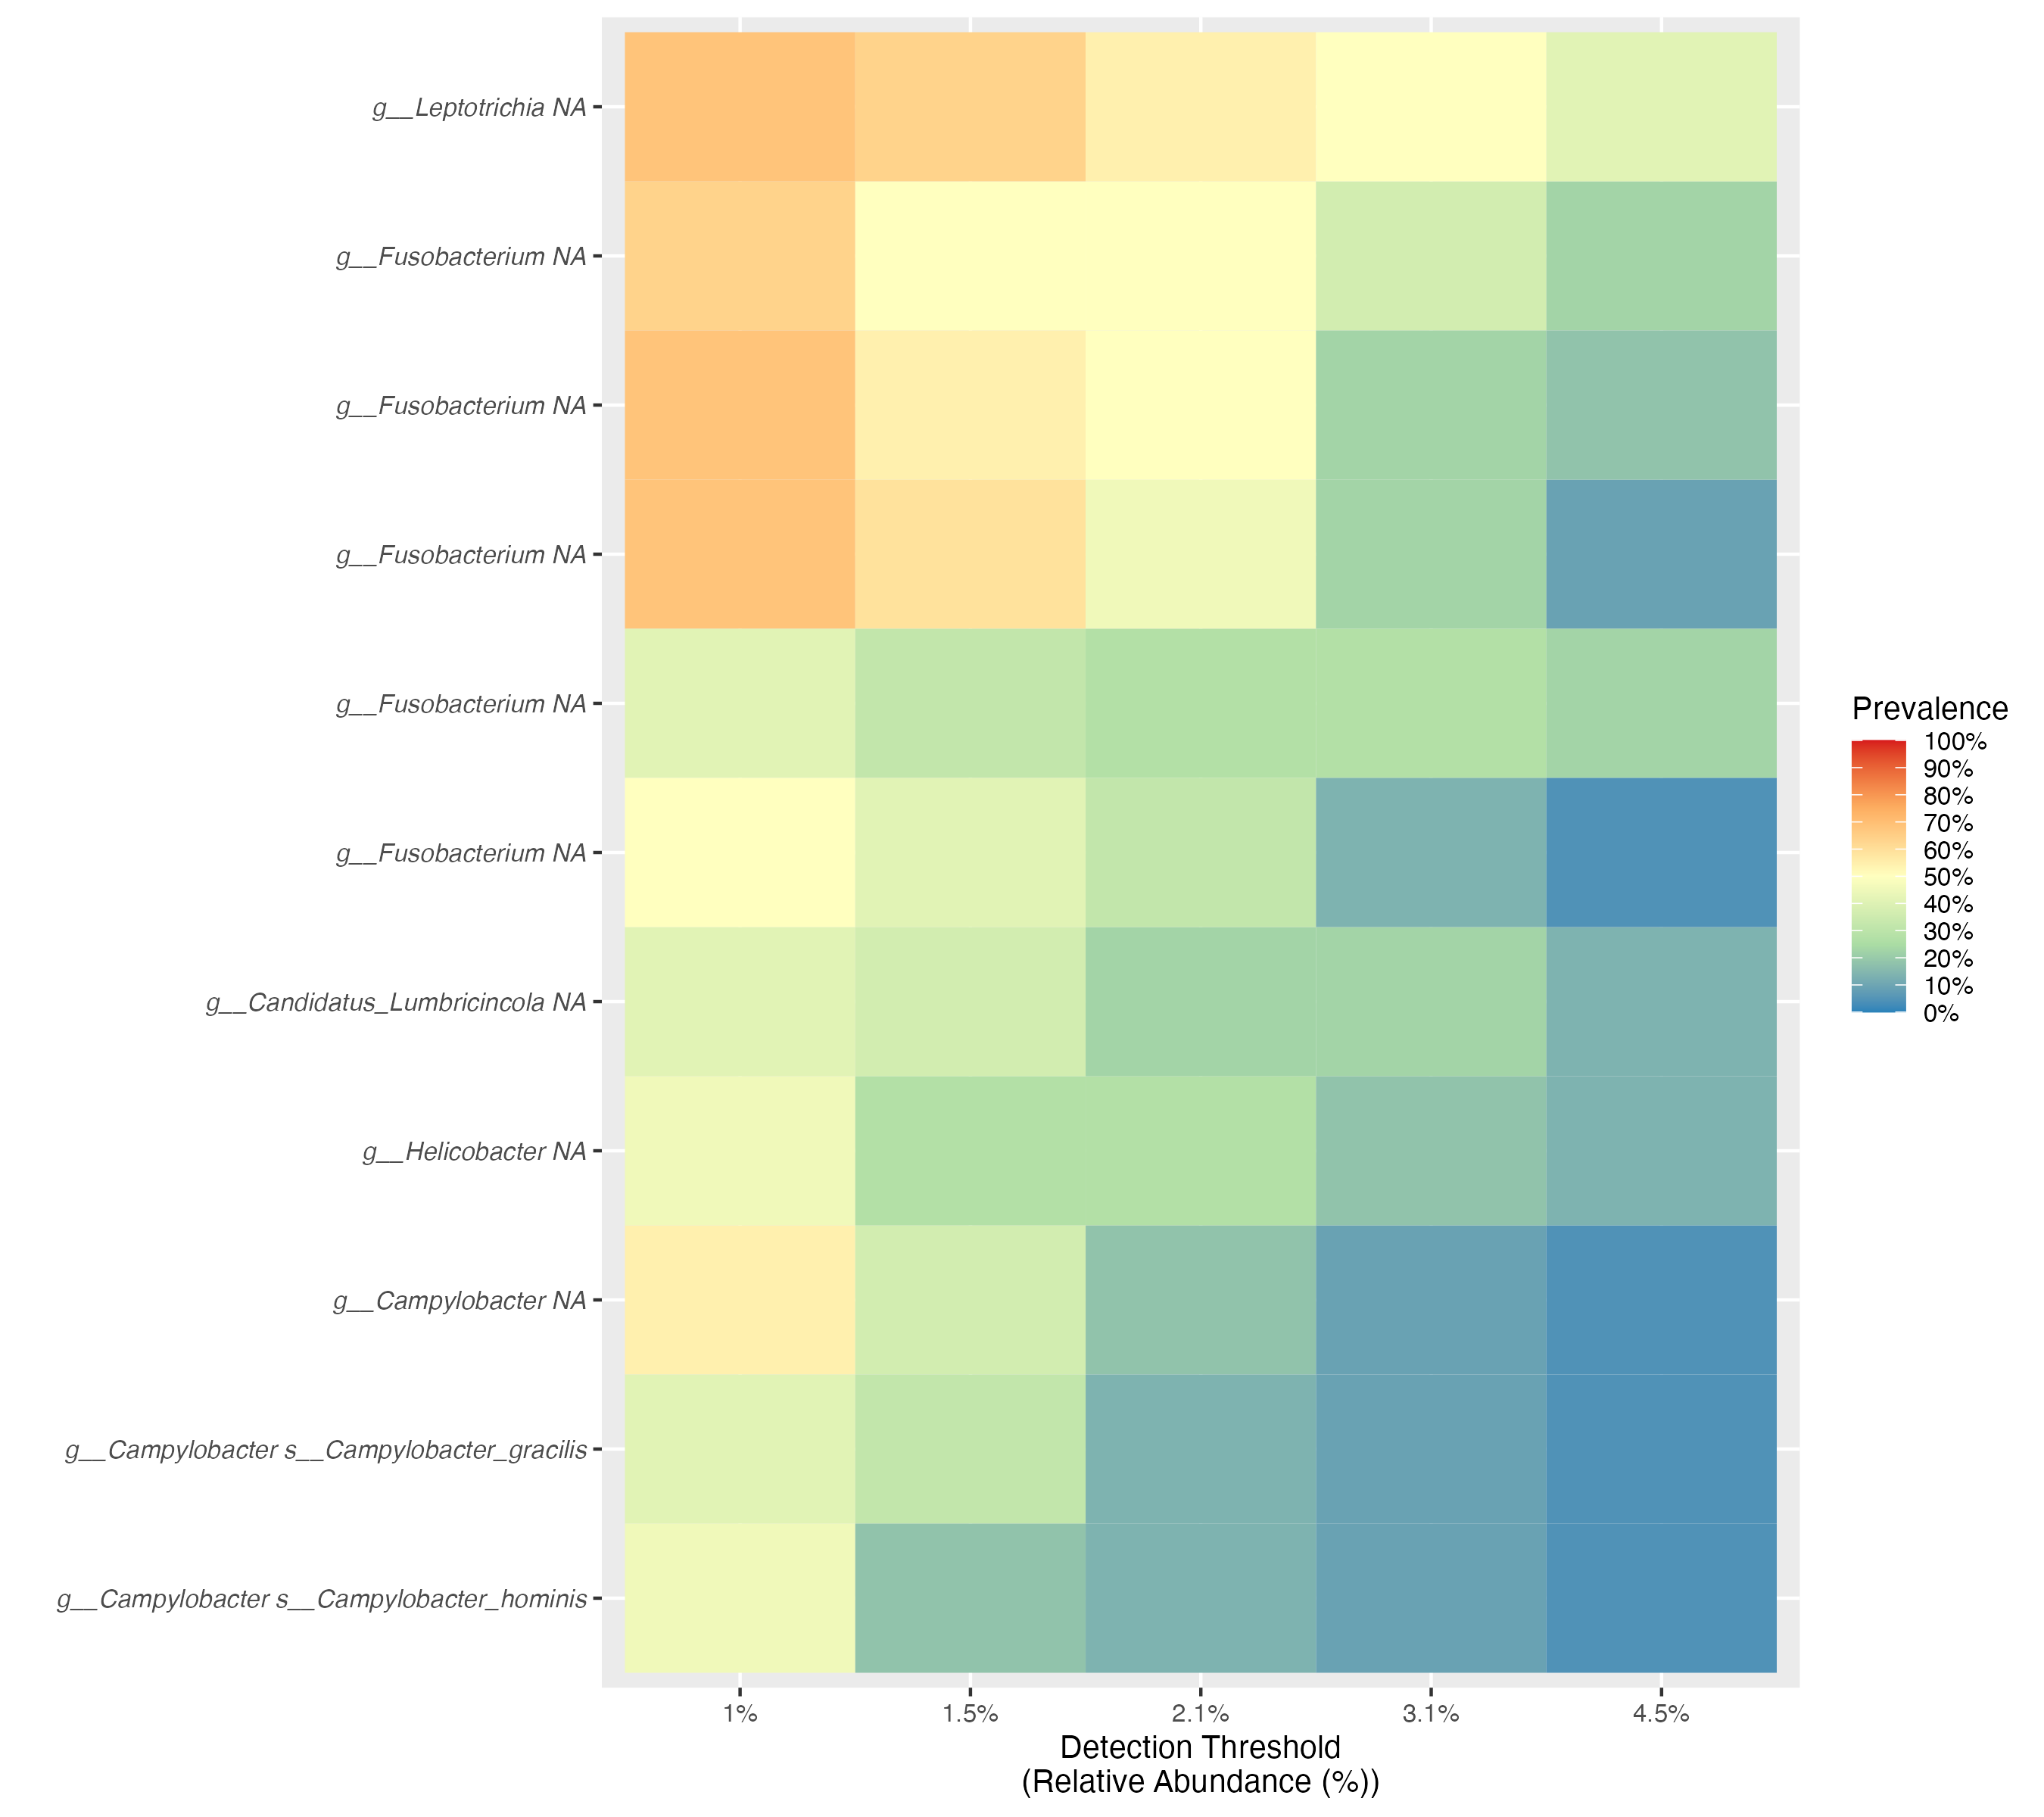 g__Leptotrichia NA
g__Fusobacterium NA
g__Fusobacterium NA
g__Fusobacterium NA
g__Fusobacterium NA
g__Fusobacterium NA
g__Candidatus_Lumbricincola NA
g__Helicobacter NA
g__Campylobacter NA
g__Campylobacter s__Campylobacter_gracilis
g__Campylobacter s__Campylobacter_hominis
1% 1.5% 2.1% 3.1% 4.5%
Detection Threshold
(Relative Abundance (%))
Prevalence
100%
90%
80%
70%
60%
50%
40%
30%
20%
10%
0%